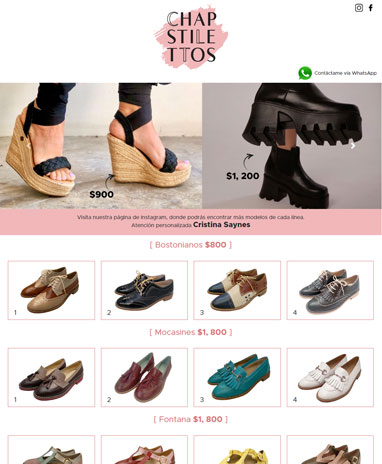 CHAP
STILE
TTOS
Contáctame vía WhatsApp
$900
$1, 200
Visita nuestra página de Instagram, donde podrás encontrar más modelos de cada línea.
Atención personalizada Cristina Saynes
[ Bostonianos $800 ]
1 2 3 4
[ Mocasines $1, 800 ]
1 2 3 4
[ Fontana $1, 800 ]